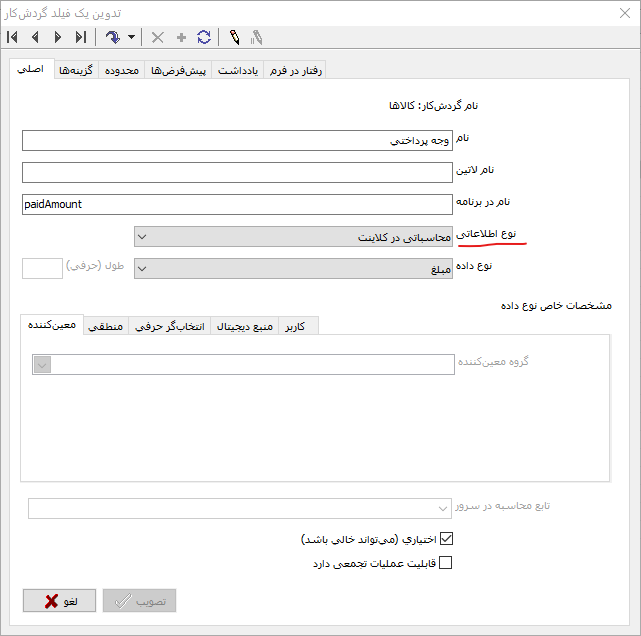 تدوین یک فیلد گردش‌کار
اصلی گزینه‌ها محدوده پیش‌فرض‌ها یادداشت رفتار در فرم
نام گردش‌کار: کالاها
نام وجه پرداختی
نام لاتین
نام در برنامه paidAmount
نوع اطلاعاتی محاسباتی در کلاینت
نوع داده مبلغ طول (حرفی)
مشخصات خاص نوع داده
معین‌کننده منطقی انتخاب‌گر حرفی منبع دیجیتال کاربر
گروه معین‌کننده
تابع محاسبه در سرور
اختیاری (می‌تواند خالی باشد)
قابلیت عملیات تجمعی دارد
لغو تصویب